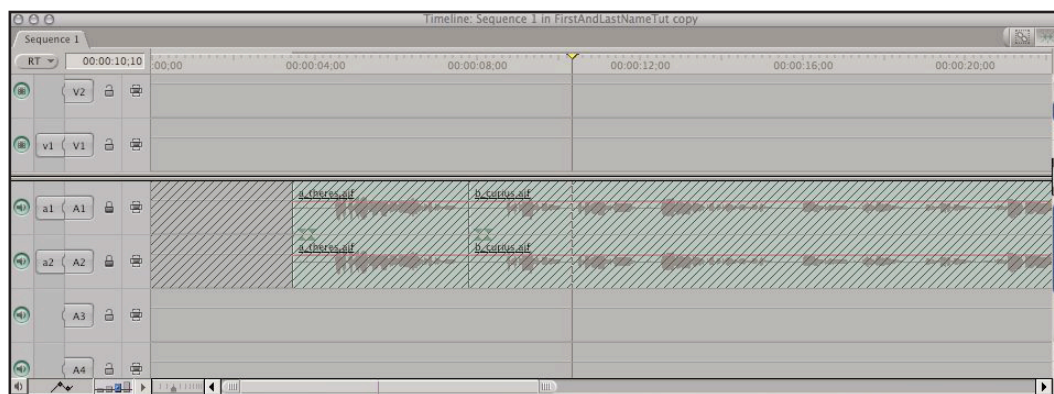 Timeline: Sequence 1 in FirstAndLastNameTut copy
Sequence 1
RT 00:00:10;10 :00;00 00:00:04;00 00:00:08;00 00:00:12;00 00:00:16;00 00:00:20;00
V2
v1 V1
a_theres.aif b_curius.aif
a1 A1
a_theres.aif b_curius.aif
a2 A2
A3
A4